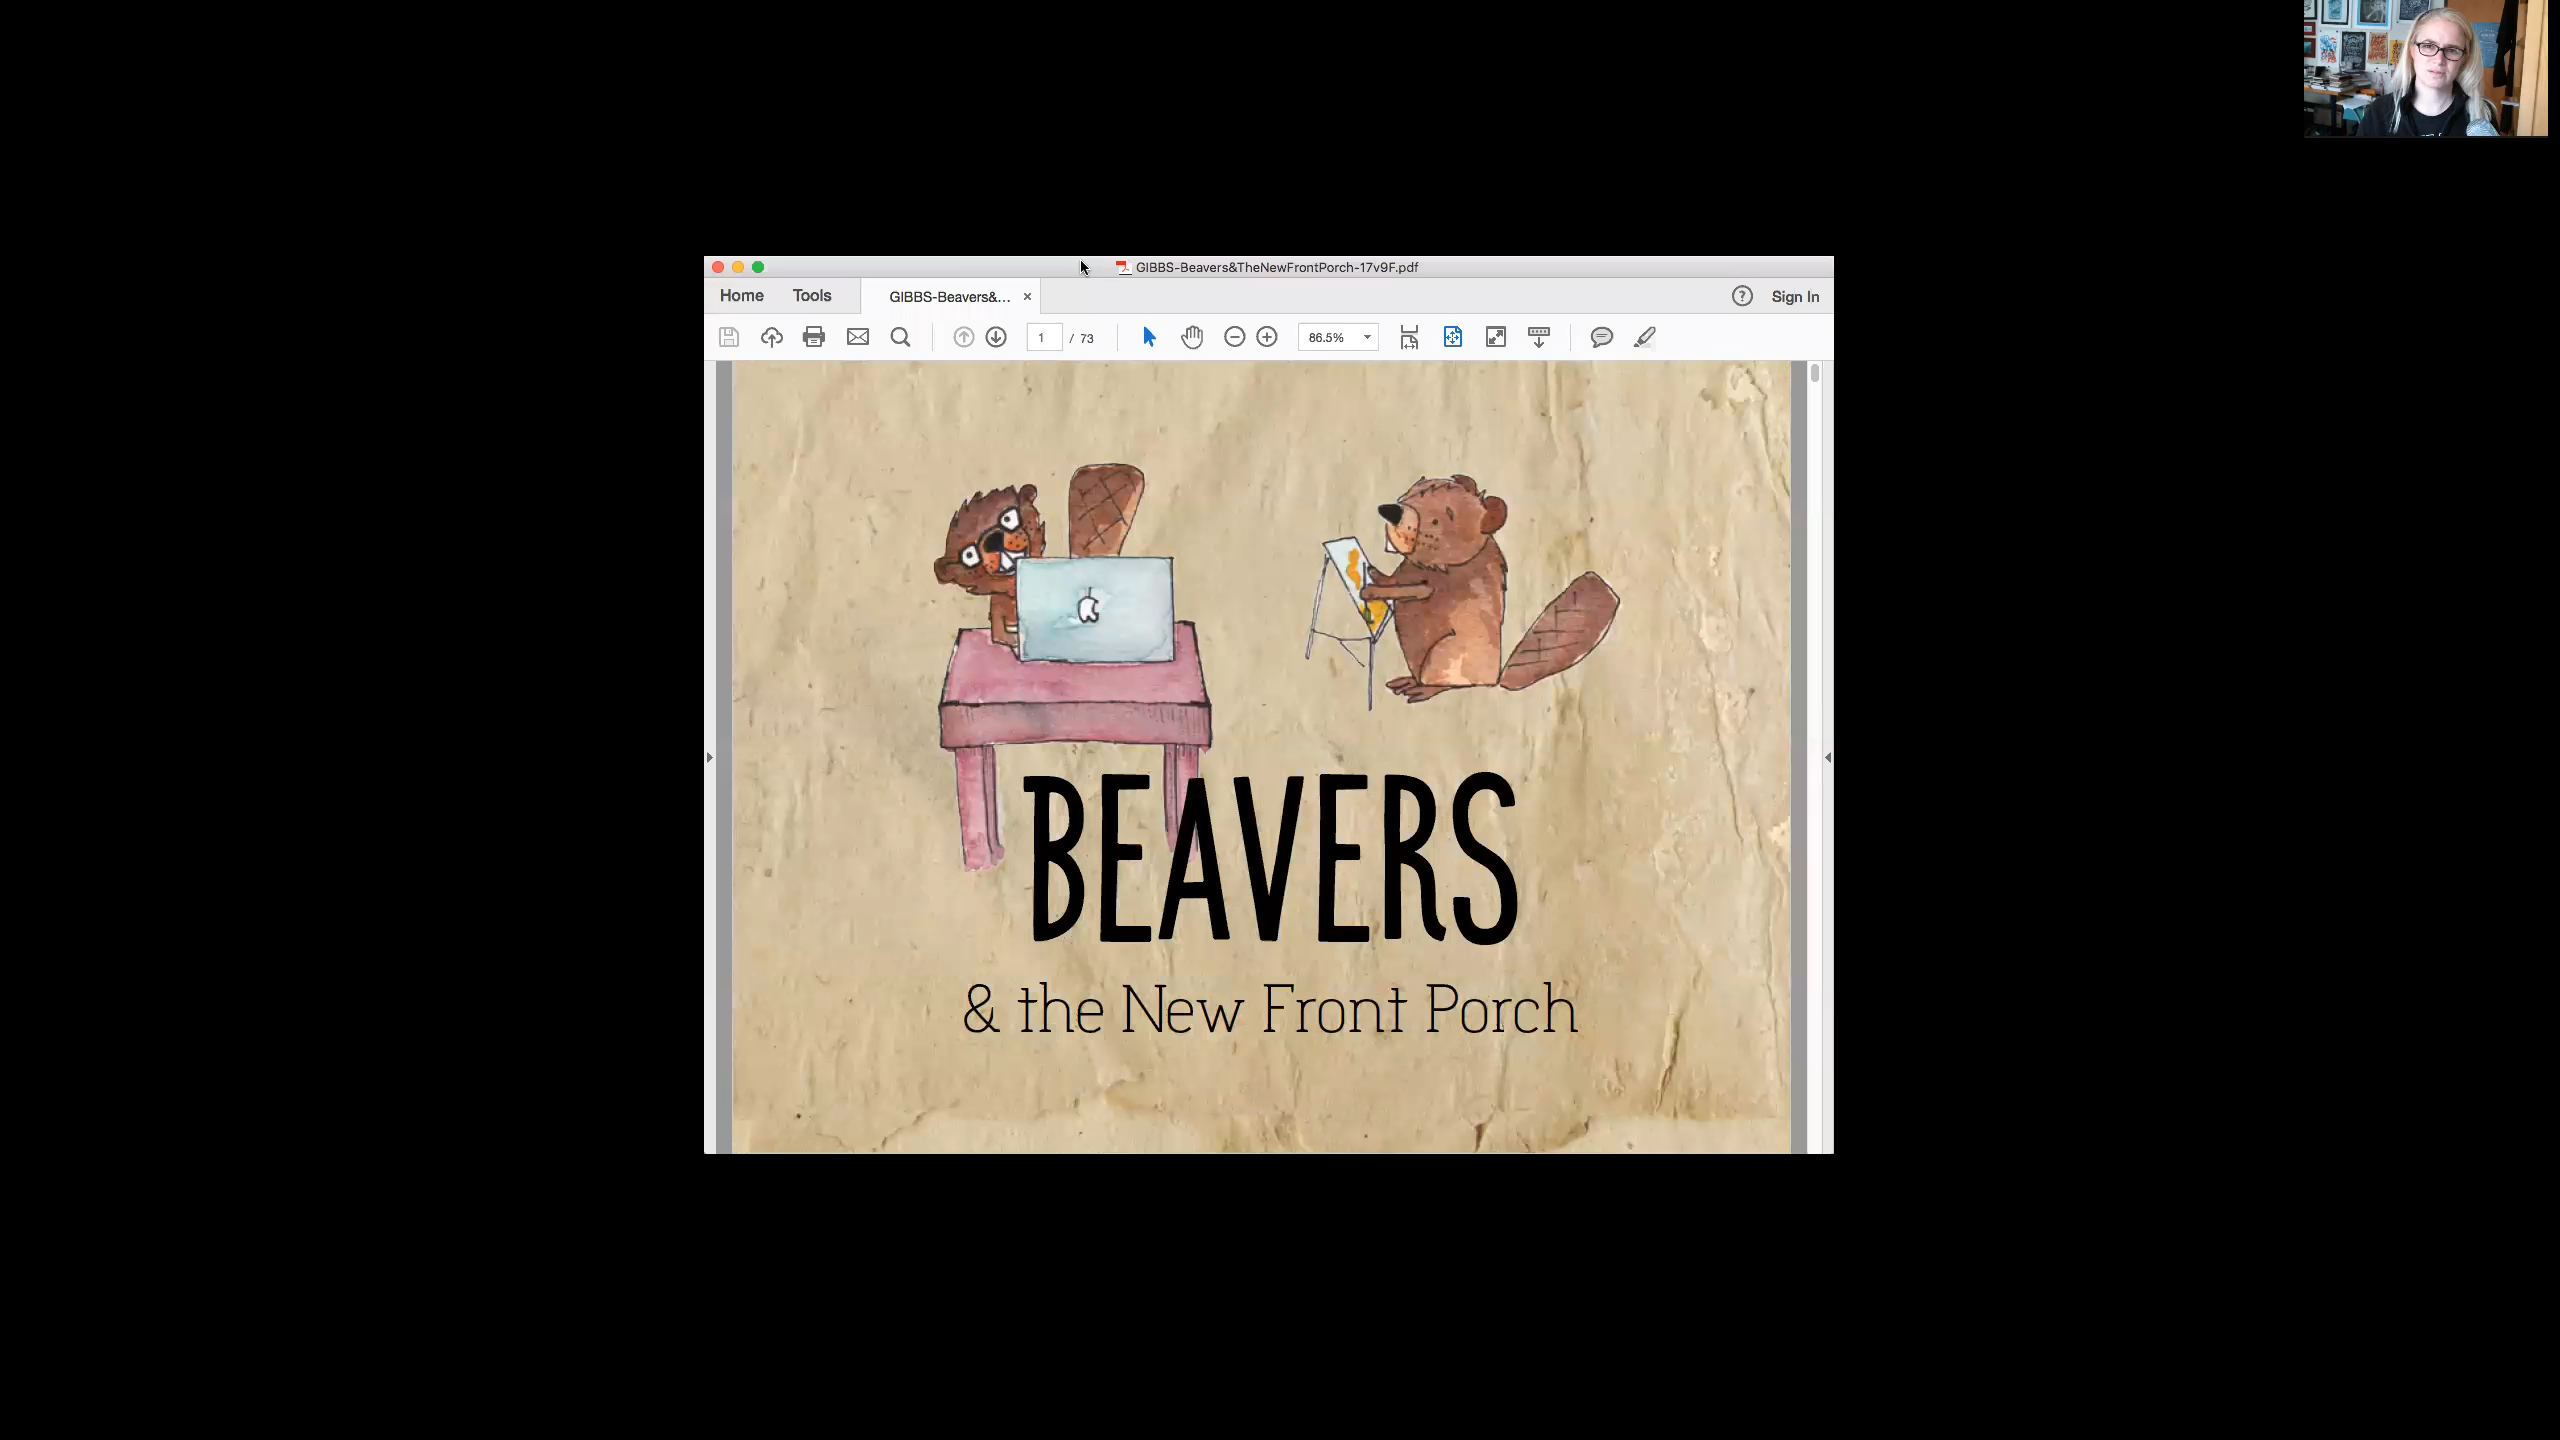 GIBBS-Beavers&TheNewFrontPorch-17v9F.pdf
Home Tools GIBBS-Beavers&... × ? Sign In
1 / 73 86.5%
BEAVERS
& the New Front Porch